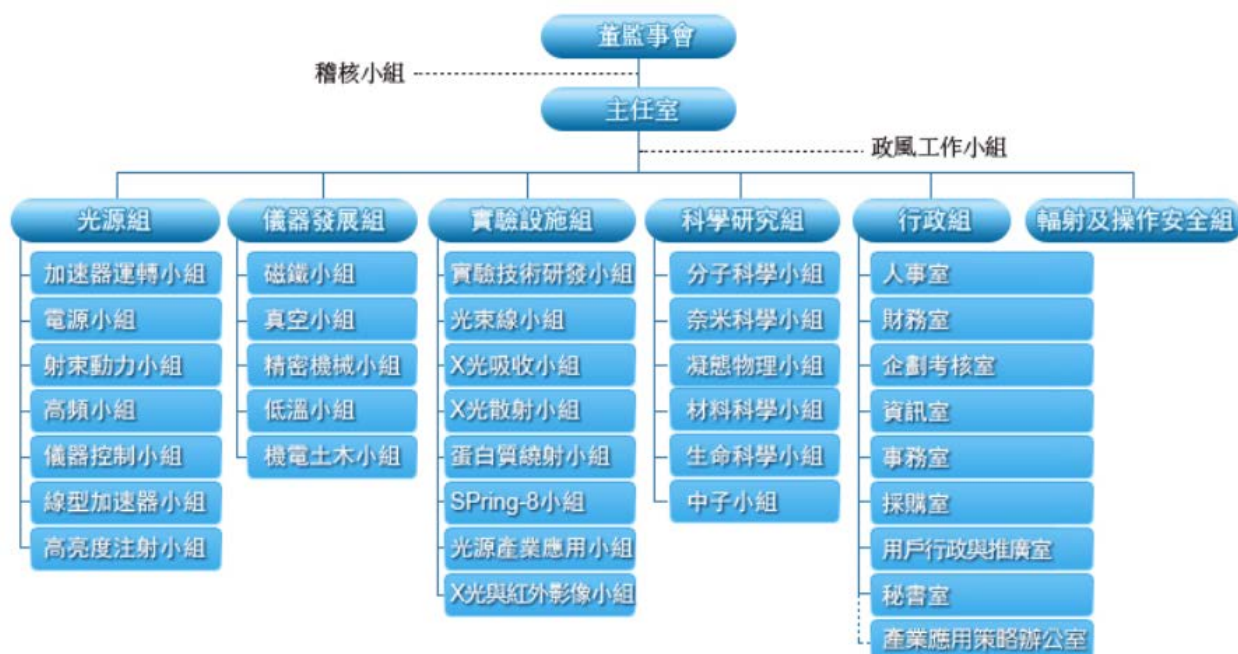 董監事會
稽核小組
主任室
政風工作小組
光源組
加速器運轉小組
電源小組
射束動力小組
高頻小組
儀器控制小組
線型加速器小組
高亮度注射小組
儀器發展組
磁鐵小組
真空小組
精密機械小組
低溫小組
機電土木小組
實驗設施組
實驗技術研發小組
光束線小組
X光吸收小組
X光散射小組
蛋白質繞射小組
SPring-8小組
光源產業應用小組
X光與紅外影像小組
科學研究組
分子科學小組
奈米科學小組
凝態物理小組
材料科學小組
生命科學小組
中子小組
行政組
人事室
財務室
企劃考核室
資訊室
事務室
採購室
用戶行政與推廣室
秘書室
產業應用策略辦公室
輻射及操作安全組